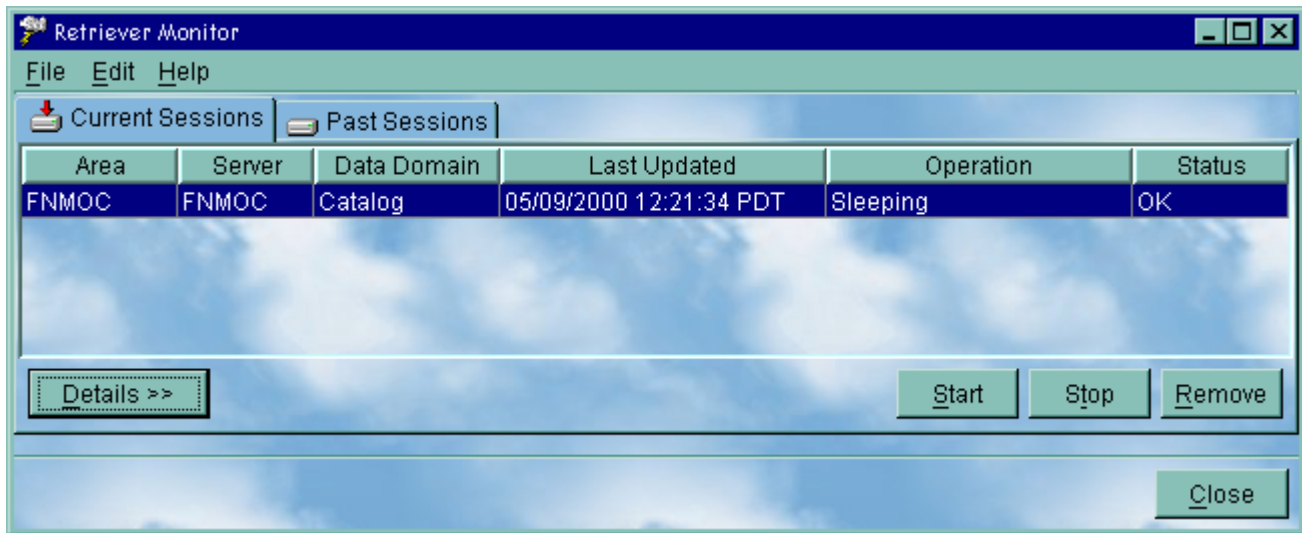 Retriever Monitor
File Edit Help
Current Sessions Past Sessions
Area Server Data Domain Last Updated Operation Status
FNMOC FNMOC Catalog 05/09/2000 12:21:34 PDT Sleeping OK
Details >> Start Stop Remove
Close